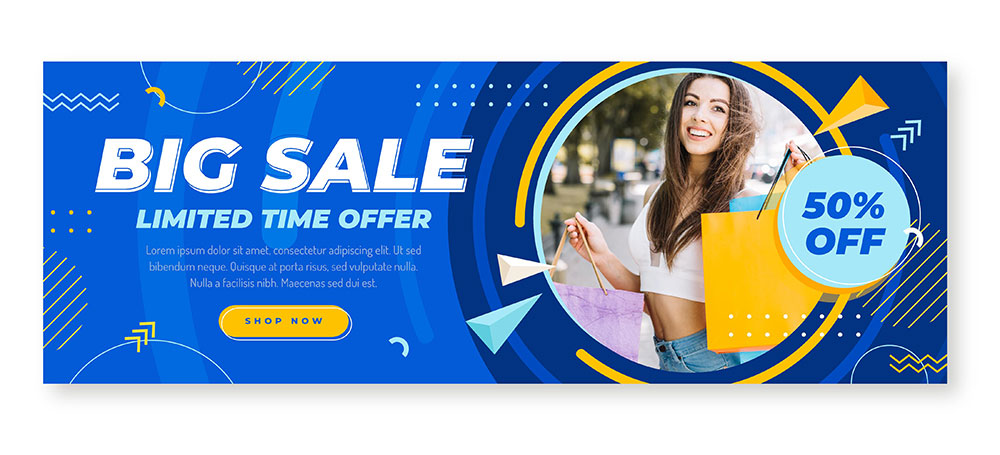 BIG SALE
LIMITED TIME OFFER
Lorem ipsum dolor sit amet, consectetur adipiscing elit. Ut sed
bibendum neque. Quisque at porta risus, sed vulputate nulla.
Nulla a facilisis nibh. Maecenas sed dui est.
SHOP NOW
50%
OFF